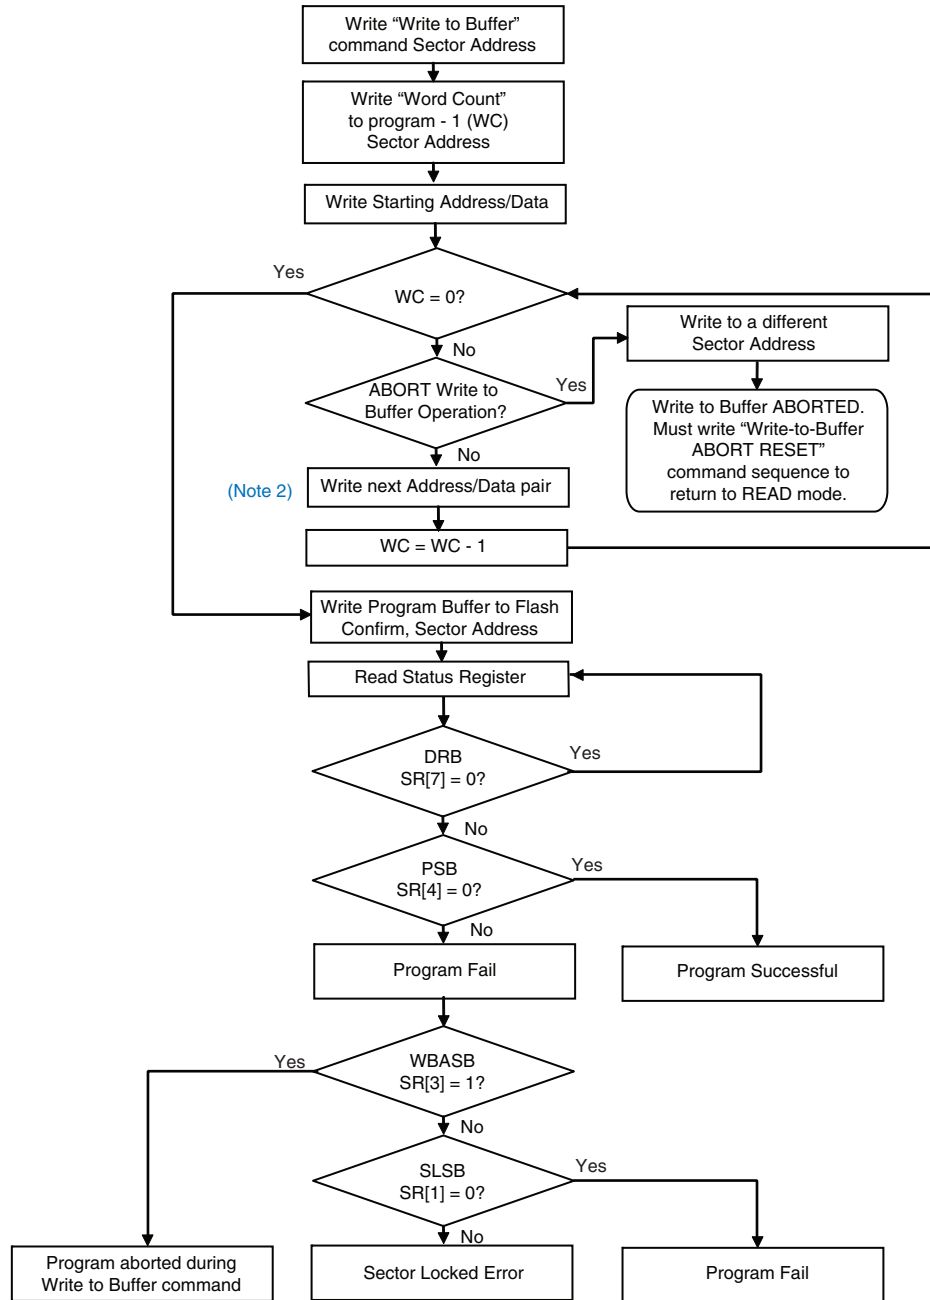 Write “Write to Buffer”
command Sector Address
Write “Word Count”
to program - 1 (WC)
Sector Address
Write Starting Address/Data
Yes
WC = 0?
No
Write to a different
Sector Address
ABORT Write to
Buffer Operation?
Yes
Write to Buffer ABORTED.
Must write “Write-to-Buffer
ABORT RESET”
command sequence to
return to READ mode.
No
(Note 2)
Write next Address/Data pair
WC = WC - 1
Write Program Buffer to Flash
Confirm, Sector Address
Read Status Register
DRB
SR[7] = 0?
Yes
No
PSB
SR[4] = 0?
Yes
No
Program Fail
Program Successful
Yes
WBASB
SR[3] = 1?
No
SLSB
SR[1] = 0?
Yes
No
Program aborted during
Write to Buffer command
Sector Locked Error
Program Fail